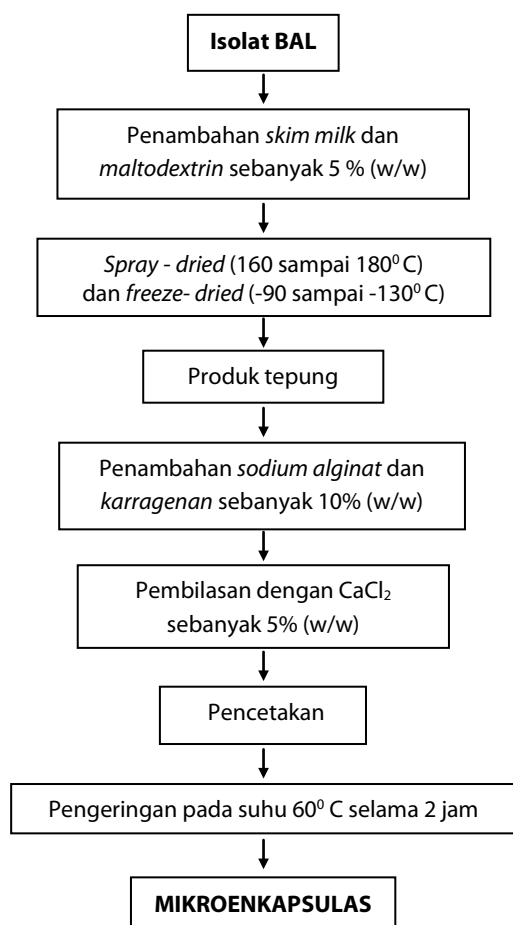 Isolat BAL
Penambahan skim milk dan
maltodextrin sebanyak 5 % (w/w)
Spray - dried (160 sampai 180⁰ C)
dan freeze- dried (-90 sampai -130⁰ C)
Produk tepung
Penambahan sodium alginat dan
karragenan sebanyak 10% (w/w)
Pembilasan dengan CaCl₂
sebanyak 5% (w/w)
Pencetakan
Pengeringan pada suhu 60⁰ C selama 2 jam
MIKROENKAPSULAS